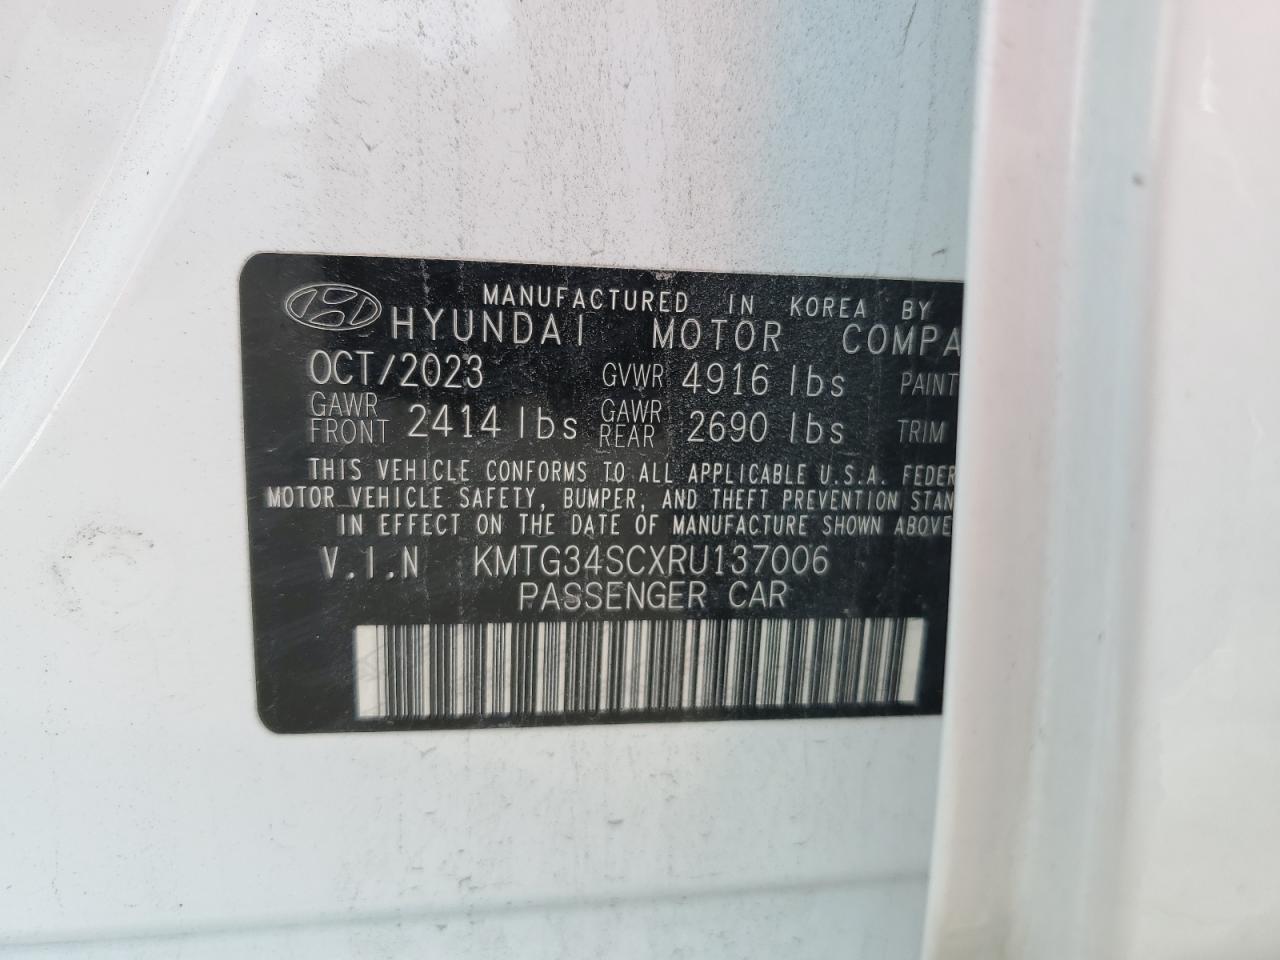 MANUFACTURED IN KOREA BY
HYUNDAI MOTOR COMPA
OCT/2023 GVWR 4916 lbs PAINT
GAWR FRONT 2414 lbs GAWR REAR 2690 lbs TRIM
THIS VEHICLE CONFORMS TO ALL APPLICABLE U.S.A. FEDER
MOTOR VEHICLE SAFETY, BUMPER, AND THEFT PREVENTION STAN
IN EFFECT ON THE DATE OF MANUFACTURE SHOWN ABOVE
V.I.N KMTG34SCXRU137006
PASSENGER CAR